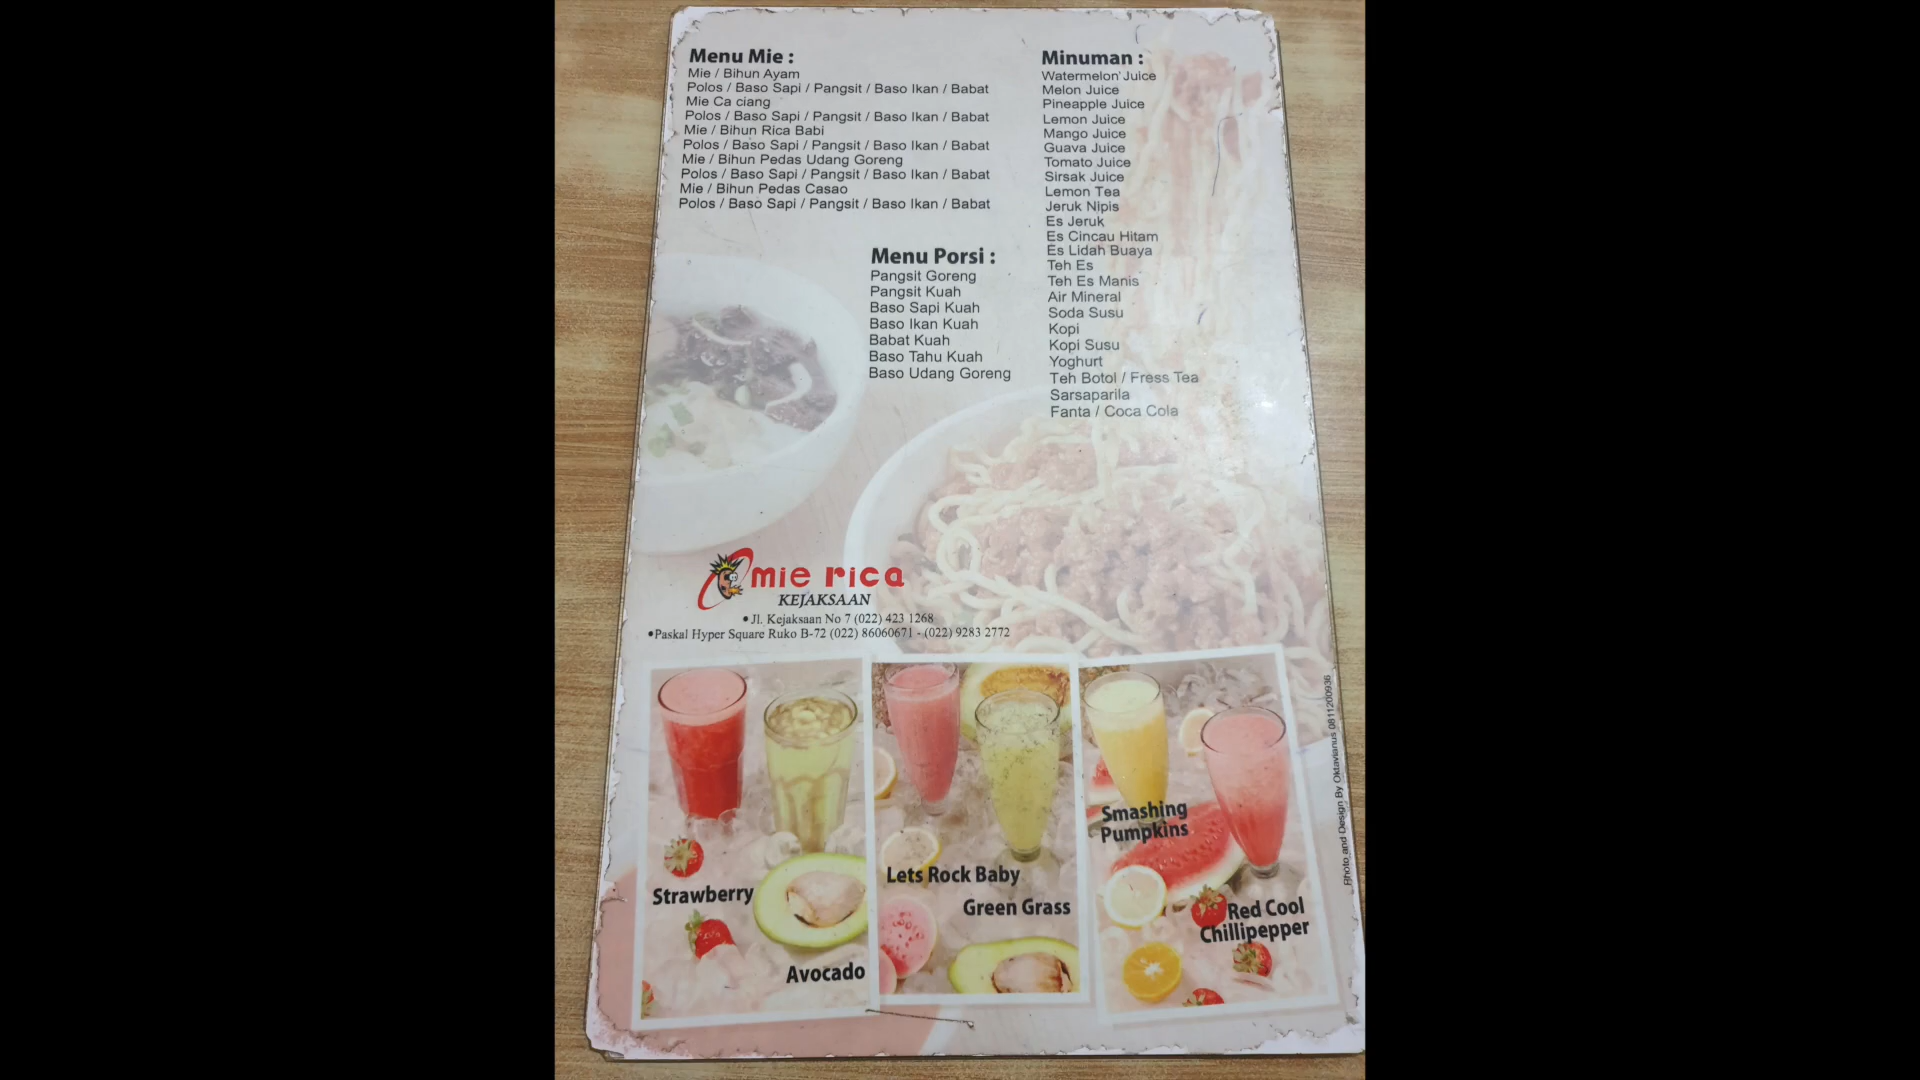 Menu Mie :
Mie / Bihun Ayam
Polos / Baso Sapi / Pangsit / Baso Ikan / Babat
Mie Ca ciang
Polos / Baso Sapi / Pangsit / Baso Ikan / Babat
Mie / Bihun Rica Babi
Polos / Baso Sapi / Pangsit / Baso Ikan / Babat
Mie / Bihun Pedas Udang Goreng
Polos / Baso Sapi / Pangsit / Baso Ikan / Babat
Mie / Bihun Pedas Casao
Polos / Baso Sapi / Pangsit / Baso Ikan / Babat
Menu Porsi :
Pangsit Goreng
Pangsit Kuah
Baso Sapi Kuah
Baso Ikan Kuah
Babat Kuah
Baso Tahu Kuah
Baso Udang Goreng
Minuman :
Watermelon Juice
Melon Juice
Pineapple Juice
Lemon Juice
Mango Juice
Guava Juice
Tomato Juice
Sirsak Juice
Lemon Tea
Jeruk Nipis
Es Jeruk
Es Cincau Hitam
Es Lidah Buaya
Teh Es
Teh Es Manis
Air Mineral
Soda Susu
Kopi
Kopi Susu
Yoghurt
Teh Botol / Fress Tea
Sarsaparila
Fanta / Coca Cola
mie rica
KEJAKSAAN
•Jl. Kejaksaan No 7 (022) 423 1268
•Paskal Hyper Square Ruko B-72 (022) 86060671 - (022) 9283 2772
Strawberry
Avocado
Lets Rock Baby
Green Grass
Smashing
Pumpkins
Red Cool
Chillipepper
Photo and Design By Oktavianus 0811200936